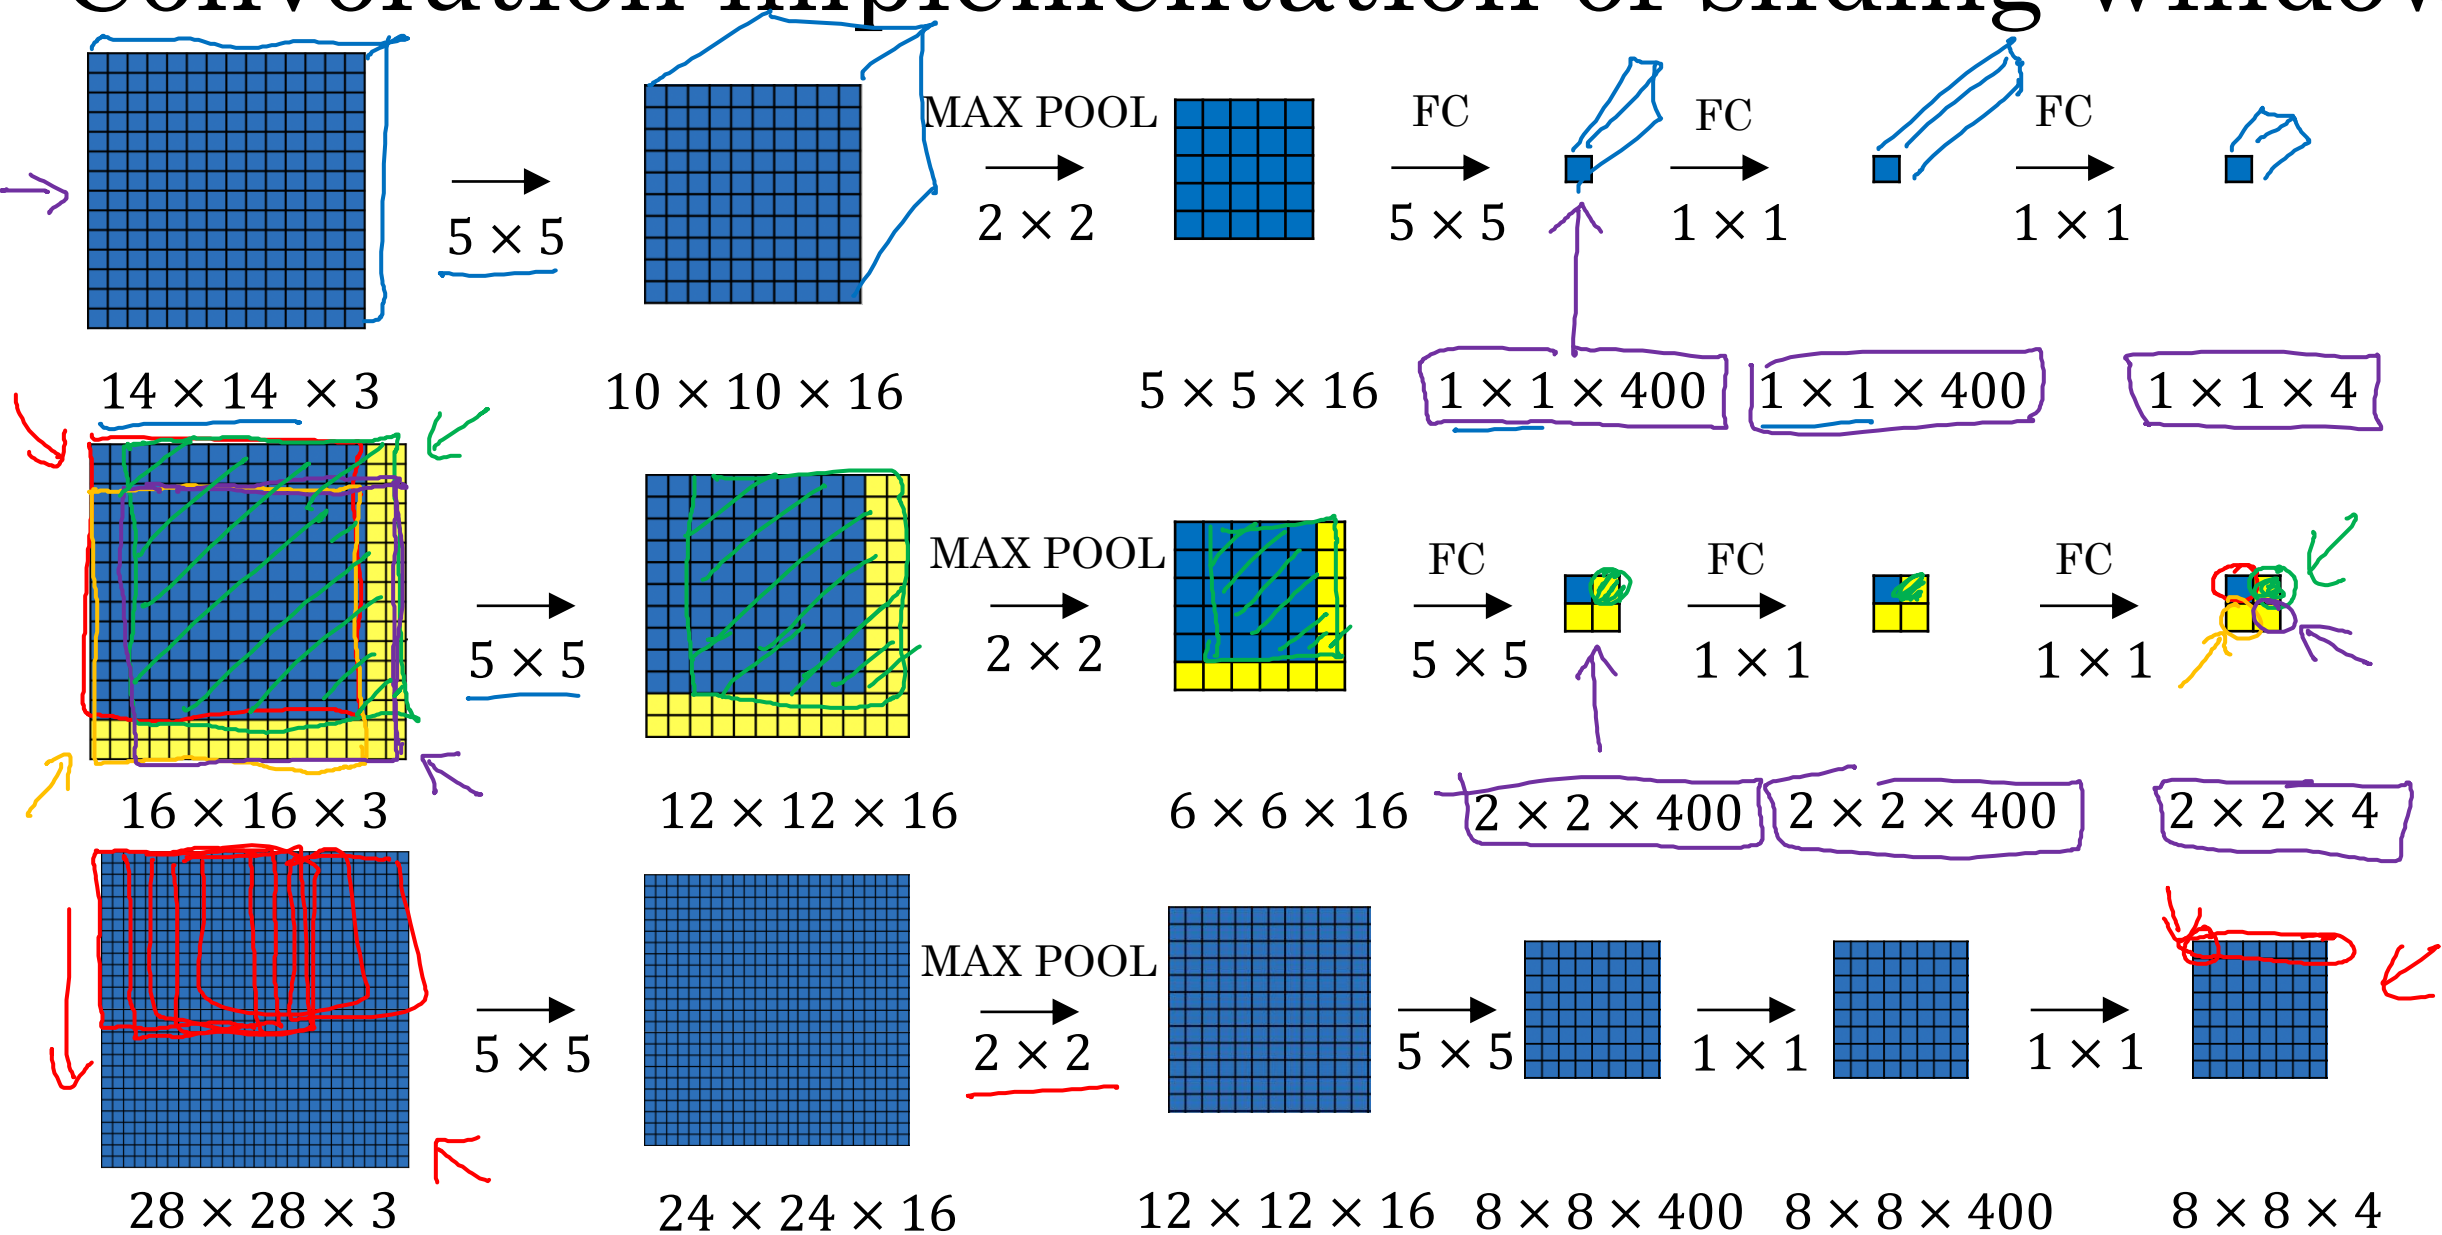 Convolution implementation of sliding window
MAX POOL FC FC FC
5 × 5 2 × 2 5 × 5 1 × 1 1 × 1
14 × 14 × 3 10 × 10 × 16 5 × 5 × 16 1 × 1 × 400 1 × 1 × 400 1 × 1 × 4
MAX POOL FC FC FC
5 × 5 2 × 2 5 × 5 1 × 1 1 × 1
16 × 16 × 3 12 × 12 × 16 6 × 6 × 16 2 × 2 × 400 2 × 2 × 400 2 × 2 × 4
MAX POOL
5 × 5 2 × 2 5 × 5 1 × 1 1 × 1
28 × 28 × 3 24 × 24 × 16 12 × 12 × 16 8 × 8 × 400 8 × 8 × 400 8 × 8 × 4